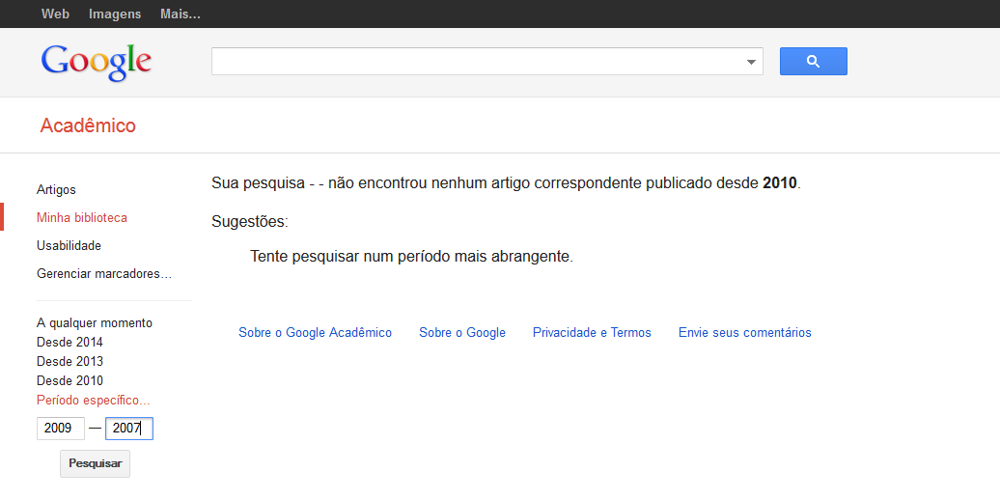 Web Imagens Mais...
Google
Acadêmico
Artigos
Minha biblioteca
Usabilidade
Gerenciar marcadores...
A qualquer momento
Desde 2014
Desde 2013
Desde 2010
Período específico...
2009 — 2007
Pesquisar
Sua pesquisa - - não encontrou nenhum artigo correspondente publicado desde 2010.
Sugestões:
Tente pesquisar num período mais abrangente.
Sobre o Google Acadêmico Sobre o Google Privacidade e Termos Envie seus comentários